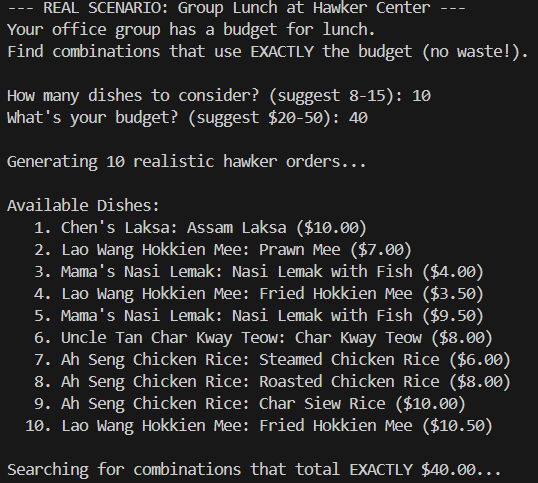 --- REAL SCENARIO: Group Lunch at Hawker Center ---
Your office group has a budget for lunch.
Find combinations that use EXACTLY the budget (no waste!).
How many dishes to consider? (suggest 8-15): 10
What's your budget? (suggest $20-50): 40
Generating 10 realistic hawker orders...
Available Dishes:
1. Chen's Laksa: Assam Laksa ($10.00)
2. Lao Wang Hokkien Mee: Prawn Mee ($7.00)
3. Mama's Nasi Lemak: Nasi Lemak with Fish ($4.00)
4. Lao Wang Hokkien Mee: Fried Hokkien Mee ($3.50)
5. Mama's Nasi Lemak: Nasi Lemak with Fish ($9.50)
6. Uncle Tan Char Kway Teow: Char Kway Teow ($8.00)
7. Ah Seng Chicken Rice: Steamed Chicken Rice ($6.00)
8. Ah Seng Chicken Rice: Roasted Chicken Rice ($8.00)
9. Ah Seng Chicken Rice: Char Siew Rice ($10.00)
10. Lao Wang Hokkien Mee: Fried Hokkien Mee ($10.50)
Searching for combinations that total EXACTLY $40.00...